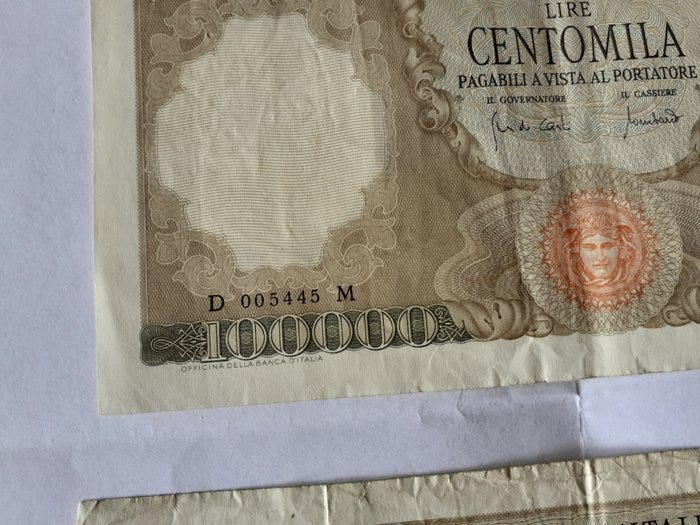 LIRE
CENTOMILA
PAGABILI A VISTA AL PORTATORE
IL GOVERNATORE IL CASSIERE
D 005445 M
100000
OFFICINA DELLA BANCA D'ITALIA